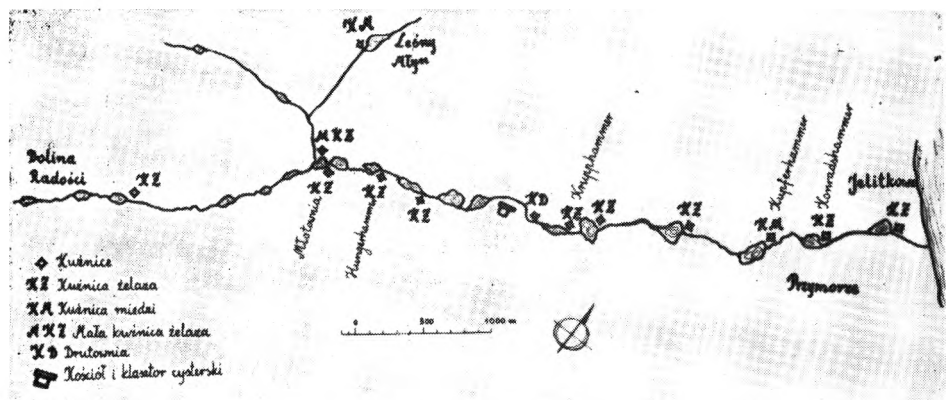 KM
Leśny
Młyn
Dolina
Radości
KŻ
MKŻ
KŻ
Młotownia
KŻ
Hungerhammer
KŻ
KD
KŻ
KŻ
KŻ
KM
Kupferhammer
KŻ
Konradshammer
Jelitkowo
KŻ
Przymorze
Kuźnice
KŻ Kuźnica żelaza
KM Kuźnica miedzi
MKŻ Mała kuźnica żelaza
KD Drutownia
Kościół i klasztor cysterski
0 500 1000 m